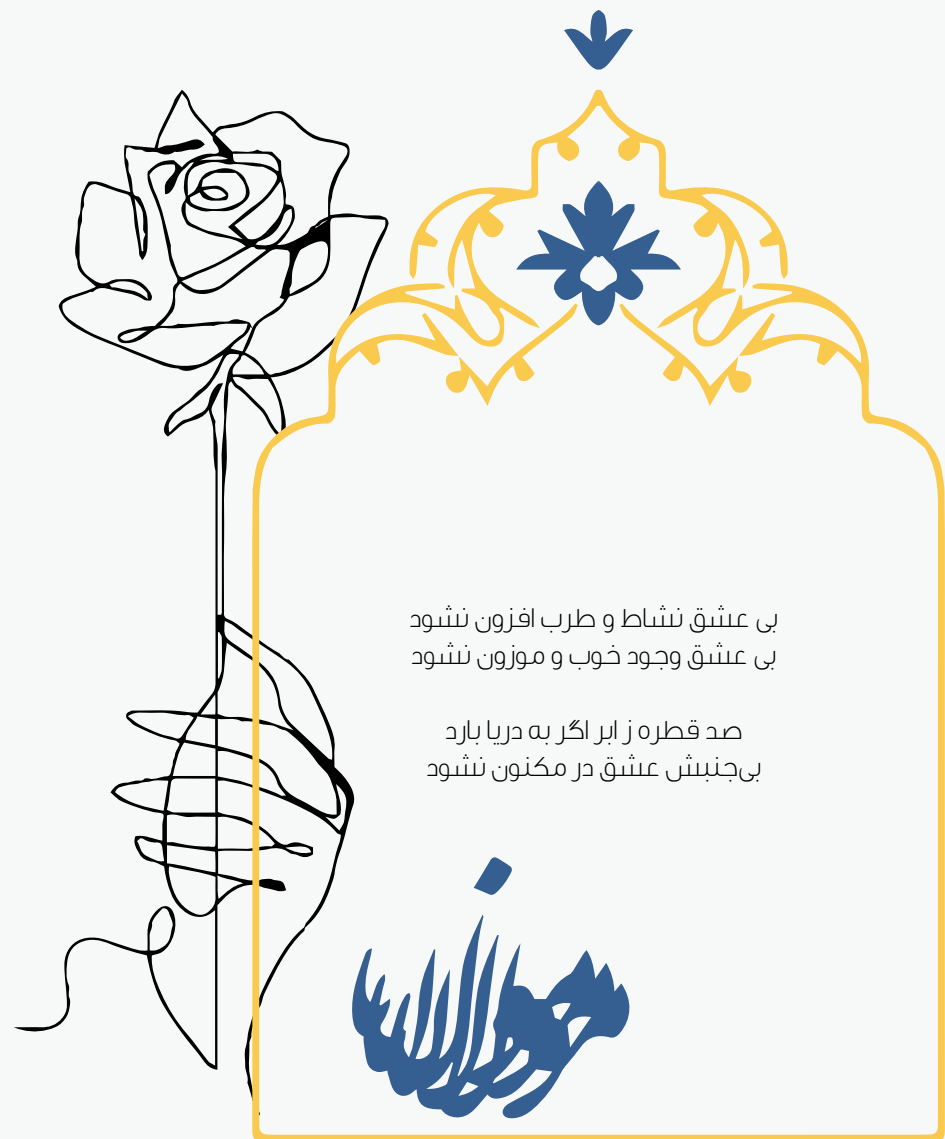 بی عشق نشاط و طرب افزون نشود
بی عشق وجود خوب و موزون نشود
صد قطره ز ابر اگر به دریا بارد
بی‌جنبش عشق در مکنون نشود